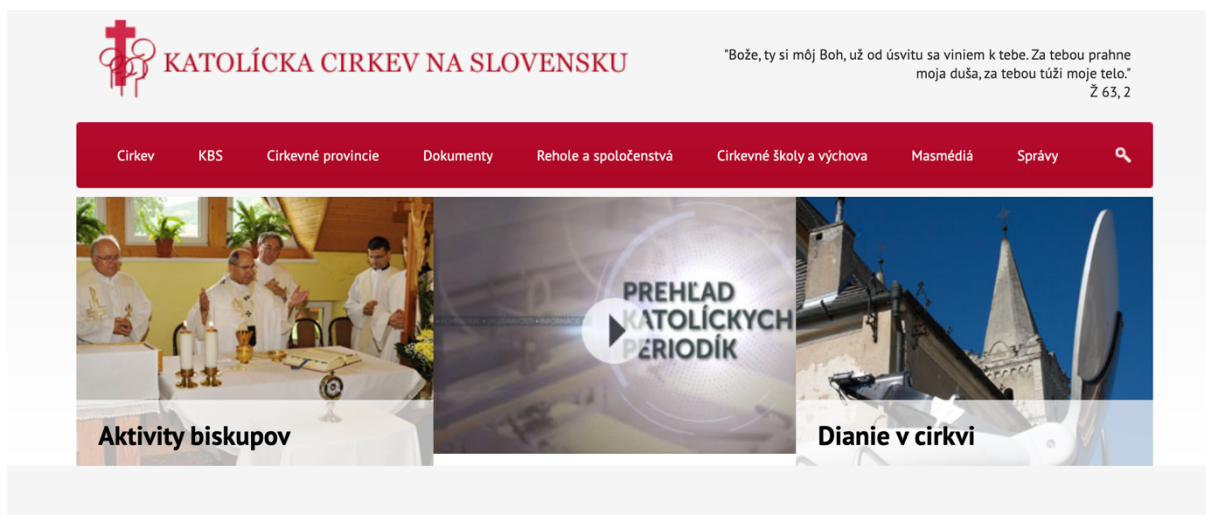 KATOLÍCKA CIRKEV NA SLOVENSKU
"Bože, ty si môj Boh, už od úsvitu sa viniem k tebe. Za tebou prahne
moja duša, za tebou túži moje telo."
Ž 63, 2
Cirkev KBS Cirkevné provincie Dokumenty Rehole a spoločenstvá Cirkevné školy a výchova Masmédiá Správy
PREHĽAD
KATOLÍCKYCH
PERIODÍK
Aktivity biskupov
Dianie v cirkvi